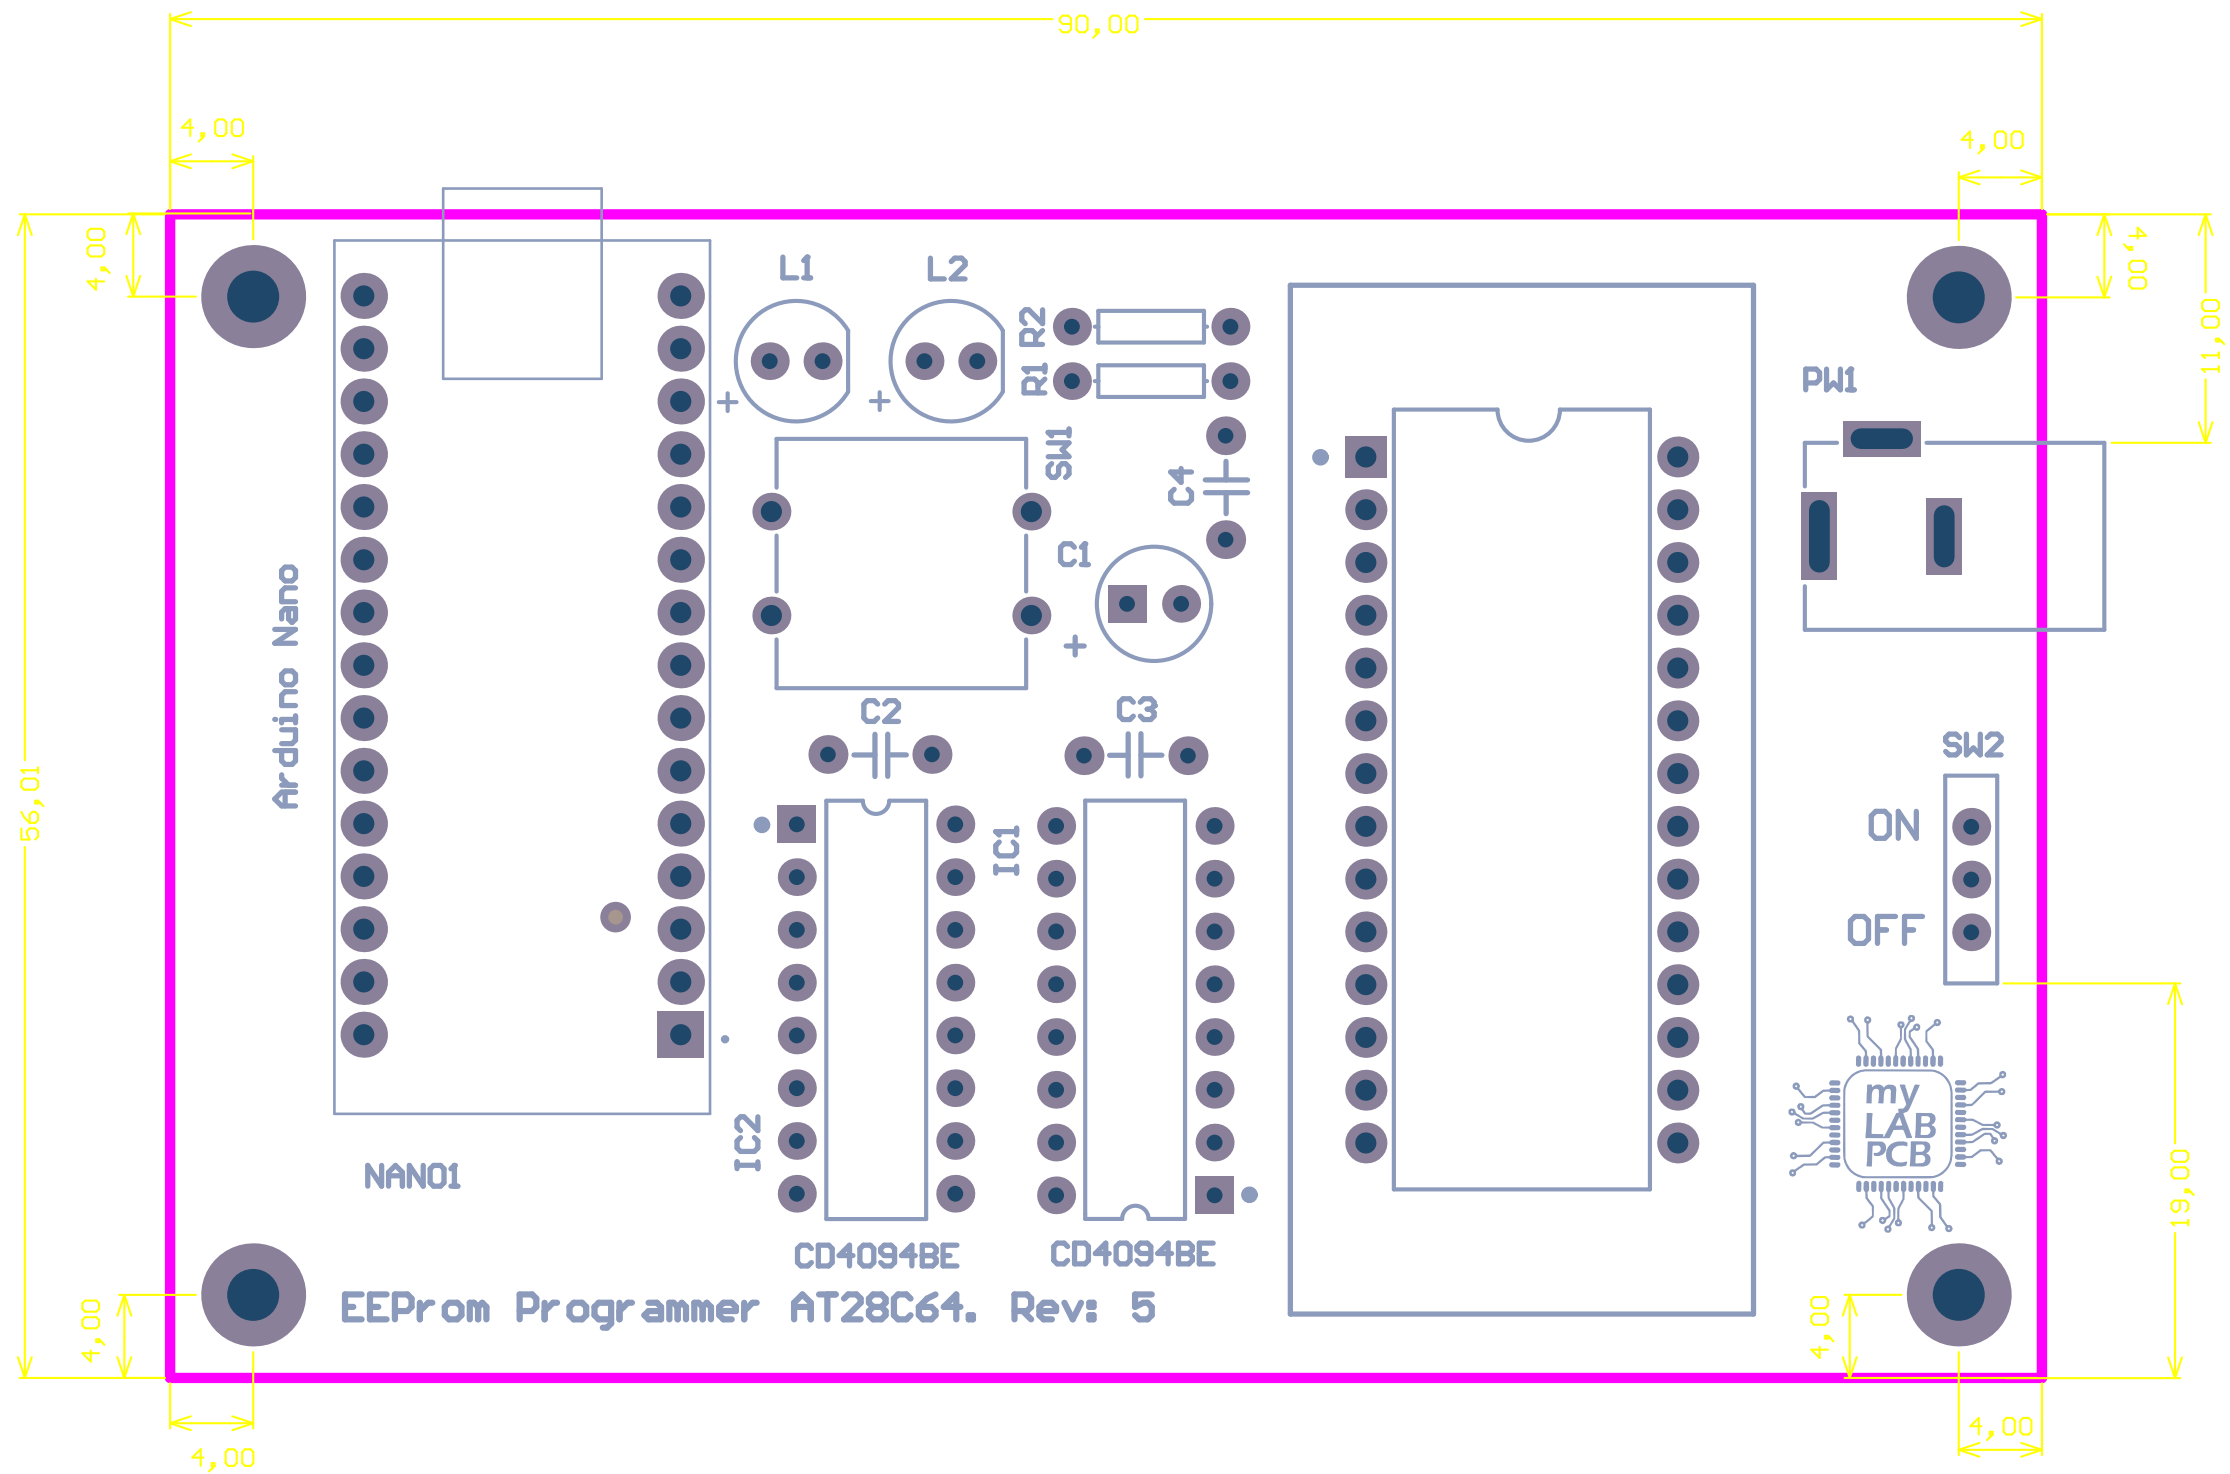 90,00
4,00
4,00
4,00
4,00
11,00
L1
L2
R2
R1
PW1
SW1
C4
C1
Arduino Nano
56,01
C2
C3
SW2
ON
OFF
IC1
IC2
my
LAB
PCB
NANO1
19,00
CD4094BE
CD4094BE
EEProm Programmer AT28C64. Rev: 5
4,00
4,00
4,00
4,00
+
+
+